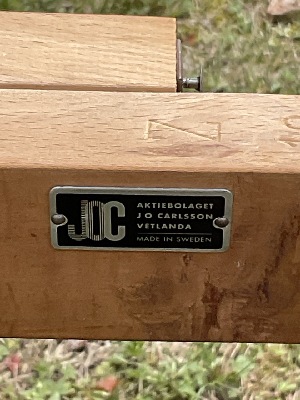 JOC
AKTIEBOLAGET
J O CARLSSON
VETLANDA
MADE IN SWEDEN